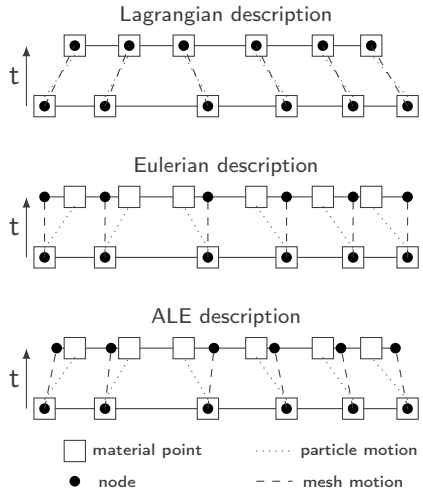 Lagrangian description
t
Eulerian description
t
ALE description
t
material point
particle motion
node
mesh motion